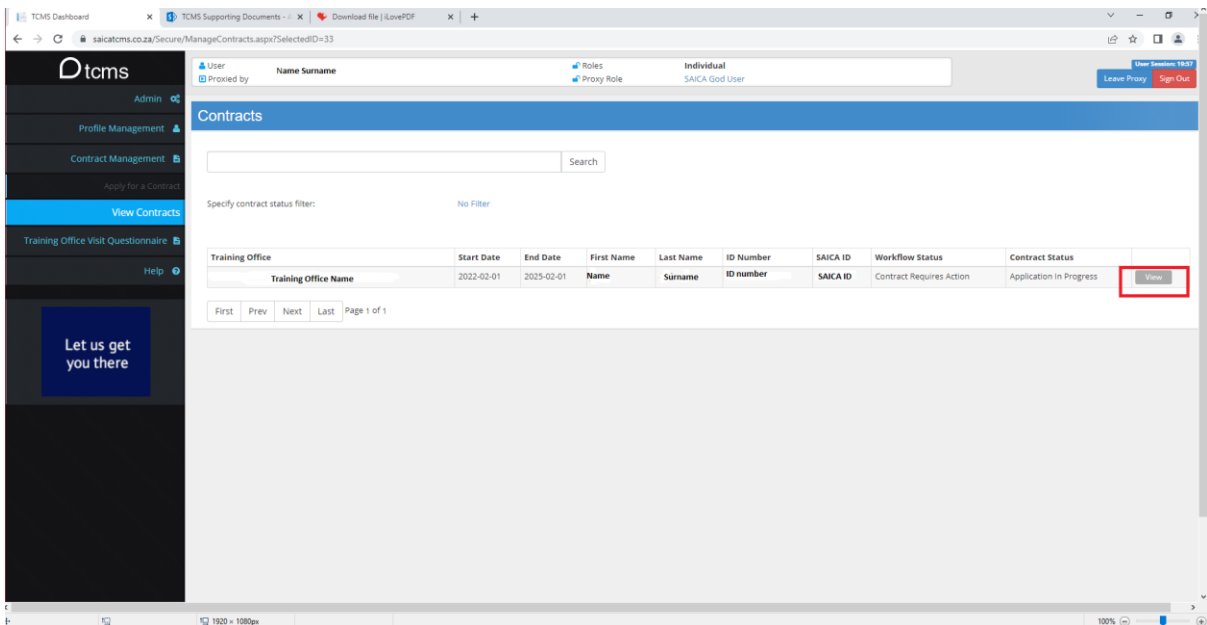 TCMS Dashboard
TCMS Supporting Documents -
Download file | iLovePDF
saicatcms.co.za/Secure/ManageContracts.aspx?SelectedID=33
tcms
User
Name Surname
Roles
Individual
User Session: 19:57
Proxied by
Proxy Role
SAICA God User
Leave Proxy
Sign Out
Admin
Contracts
Profile Management
Contract Management
Search
Apply for a Contract
Specify contract status filter:
No Filter
View Contracts
Training Office Visit Questionnaire
Help
Training Office Start Date End Date First Name Last Name ID Number SAICA ID Workflow Status Contract Status
Training Office Name 2022-02-01 2025-02-01 Name Surname ID number SAICA ID Contract Requires Action Application In Progress View
First Prev Next Last Page 1 of 1
Let us get
you there
1920 × 1080px
100%